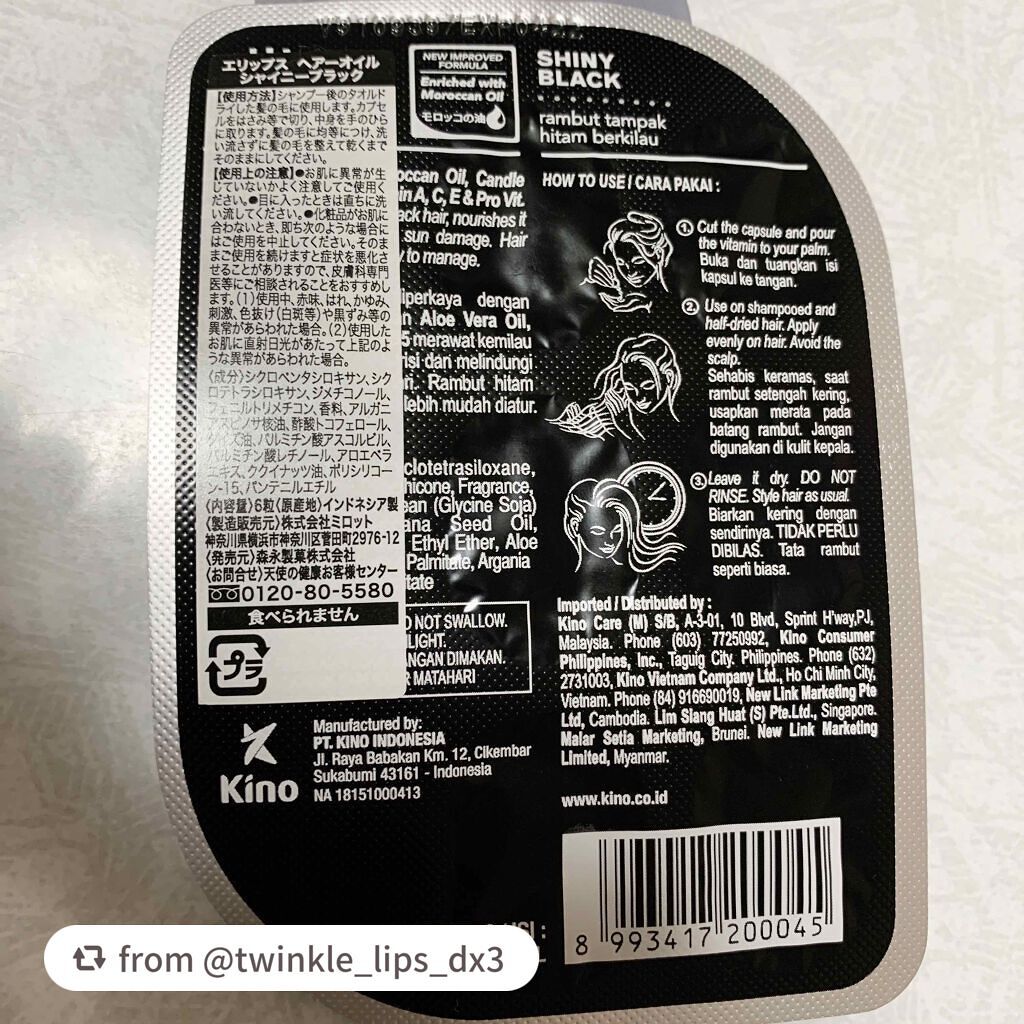 エリップス ヘアーオイル
シャイニーブラック
【使用方法】シャンプー後のタオルド
ライした髪の毛に使用します。カプセ
ルをはさみ等で切り、中身を手のひら
に取ります。髪の毛に均等につけ、洗
い流さずに髪の毛を整えて乾くまで
そのままにしてください。
【使用上の注意】●お肌に異常が生
じていないかよく注意してご使用く
ださい。●目に入ったときは直ちに洗
い流してください。●化粧品がお肌に
合わないとき、即ち次のような場合に
はご使用を中止してください。そのま
まご使用を続けますと症状を悪化さ
せることがありますので、皮膚科専門
医等にご相談されることをおすすめし
ます。(1)使用中、赤味、はれ、かゆみ、
刺激、色抜け(白斑等)や黒ずみ等の
異常があらわれた場合。(2)使用した
お肌に直射日光があたって上記のよ
うな異常があらわれた場合。
〈成分〉シクロペンタシロキサン、シク
ロテトラシロキサン、ジメチコノール、
フェニルトリメチコン、香料、アルガニ
アスピノサ核油、酢酸トコフェロール、
ダイズ油、パルミチン酸アスコルビル、
パルミチン酸レチノール、アロエベラ
エキス、ククイナッツ油、ポリシリコー
ン-15、パンテニルエチル
〈内容量〉6粒〈原産地〉インドネシア製
〈製造販売元〉株式会社ミロット
神奈川県横浜市神奈川区菅田町2976-12
〈発売元〉森永製菓株式会社
〈お問合せ〉天使の健康お客様センター
0120-80-5580
食べられません
プラ
NEW IMPROVED
FORMULA
Enriched with
Moroccan Oil
モロッコの油
occan Oil, Candle
in A, C, E & Pro Vit.
ack hair, nourishes it
sun damage. Hair
to manage.
iperkaya dengan
n Aloe Vera Oil,
5 merawat kemilau
risi dan melindungi
ri. Rambut hitam
lebih mudah diatur.
clotetrasiloxane,
hicone, Fragrance,
ean (Glycine Soja)
ana Seed Oil,
Ethyl Ether, Aloe
Palmitate, Argania
tate
O NOT SWALLOW.
LIGHT.
ANGAN DIMAKAN.
R MATAHARI
Kino
Manufactured by:
PT. KINO INDONESIA
Jl. Raya Babakan Km. 12, Cikembar
Sukabumi 43161 - Indonesia
NA 18151000413
SHINY
BLACK
rambut tampak
hitam berkilau
HOW TO USE / CARA PAKAI :
1. Cut the capsule and pour
the vitamin to your palm.
Buka dan tuangkan isi
kapsul ke tangan.
2. Use on shampooed and
half-dried hair. Apply
evenly on hair. Avoid the
scalp.
Sehabis keramas, saat
rambut setengah kering,
usapkan merata pada
batang rambut. Jangan
digunakan di kulit kepala.
3. Leave it dry. DO NOT
RINSE. Style hair as usual.
Biarkan kering dengan
sendirinya. TIDAK PERLU
DIBILAS. Tata rambut
seperti biasa.
Imported / Distributed by :
Kino Care (M) S/B, A-3-01, 10 Blvd, Sprint H'way,PJ,
Malaysia. Phone (603) 77250992, Kino Consumer
Philippines, Inc., Taguig City. Philippines. Phone (632)
2731003, Kino Vietnam Company Ltd., Ho Chi Minh City,
Vietnam. Phone (84) 916690019, New Link Marketing Pte
Ltd, Cambodia. Lim Siang Huat (S) Pte.Ltd., Singapore.
Malar Setia Marketing, Brunei. New Link Marketing
Limited, Myanmar.
www.kino.co.id
8 993417 200045
from @twinkle_lips_dx3